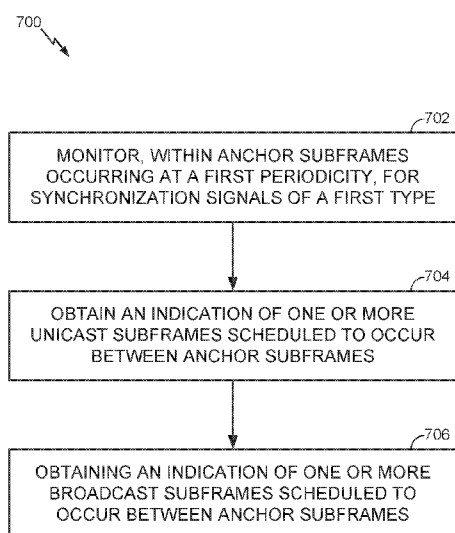 700
702
MONITOR, WITHIN ANCHOR SUBFRAMES
OCCURRING AT A FIRST PERIODICITY, FOR
SYNCHRONIZATION SIGNALS OF A FIRST TYPE
704
OBTAIN AN INDICATION OF ONE OR MORE
UNICAST SUBFRAMES SCHEDULED TO OCCUR
BETWEEN ANCHOR SUBFRAMES
706
OBTAINING AN INDICATION OF ONE OR MORE
BROADCAST SUBFRAMES SCHEDULED TO
OCCUR BETWEEN ANCHOR SUBFRAMES